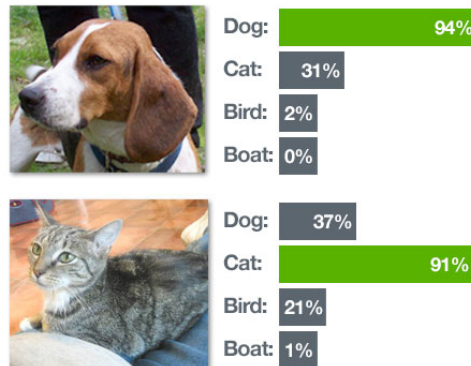 Dog: 94%
Cat: 31%
Bird: 2%
Boat: 0%
Dog: 37%
Cat: 91%
Bird: 21%
Boat: 1%